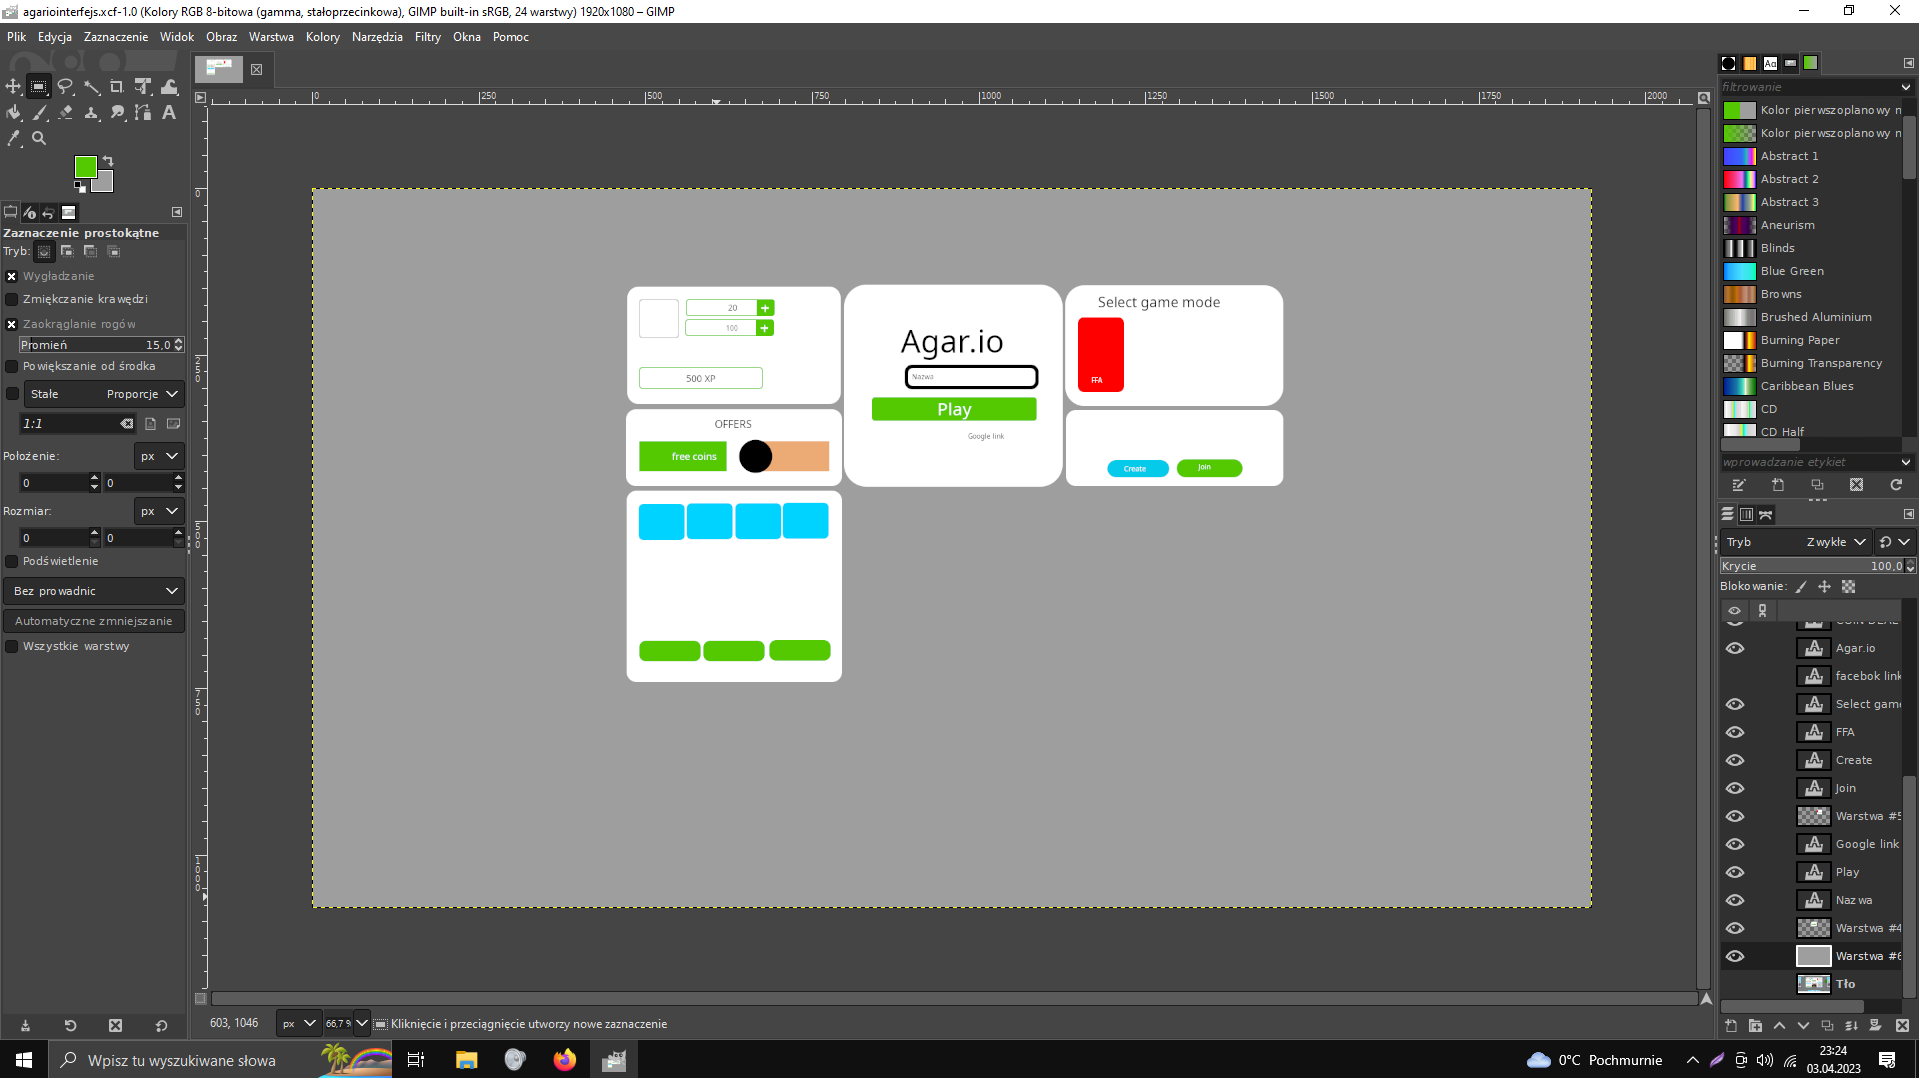 agariointerfejs.xcf-1.0 (Kolory RGB 8-bitowa (gamma, stałoprzecinkowa), GIMP built-in sRGB, 24 warstwy) 1920x1080 – GIMP
Plik Edycja Zaznaczenie Widok Obraz Warstwa Kolory Narzędzia Filtry Okna Pomoc
0 250 500 750 1000 1250 1500 1750 2000
0
250
500
750
1000
Zaznaczenie prostokątne
Tryb:
Wygładzanie
Zmiękczanie krawędzi
Zaokrąglanie rogów
Promień 15,0
Powiększanie od środka
Stałe Proporcje
1:1
Położenie: px
0 0
Rozmiar: px
0 0
Podświetlenie
Bez prowadnic
Automatyczne zmniejszanie
Wszystkie warstwy
20 +
100 +
500 XP
OFFERS
free coins
Agar.io
Nazwa
Play
Google link
Select game mode
FFA
Create Join
603, 1046 px 66,7 % Kliknięcie i przeciągnięcie utworzy nowe zaznaczenie
Aa
filtrowanie
Kolor pierwszoplanowy n
Kolor pierwszoplanowy n
Abstract 1
Abstract 2
Abstract 3
Aneurism
Blinds
Blue Green
Browns
Brushed Aluminium
Burning Paper
Burning Transparency
Caribbean Blues
CD
CD Half
wprowadzanie etykiet
Tryb Zwykłe
Krycie 100,0
Blokowanie:
Agar.io
facebok link
Select game
FFA
Create
Join
Warstwa #5
Google link
Play
Nazwa
Warstwa #4
Warstwa #6
Tło
Wpisz tu wyszukiwane słowa
0°C Pochmurnie
23:24
03.04.2023